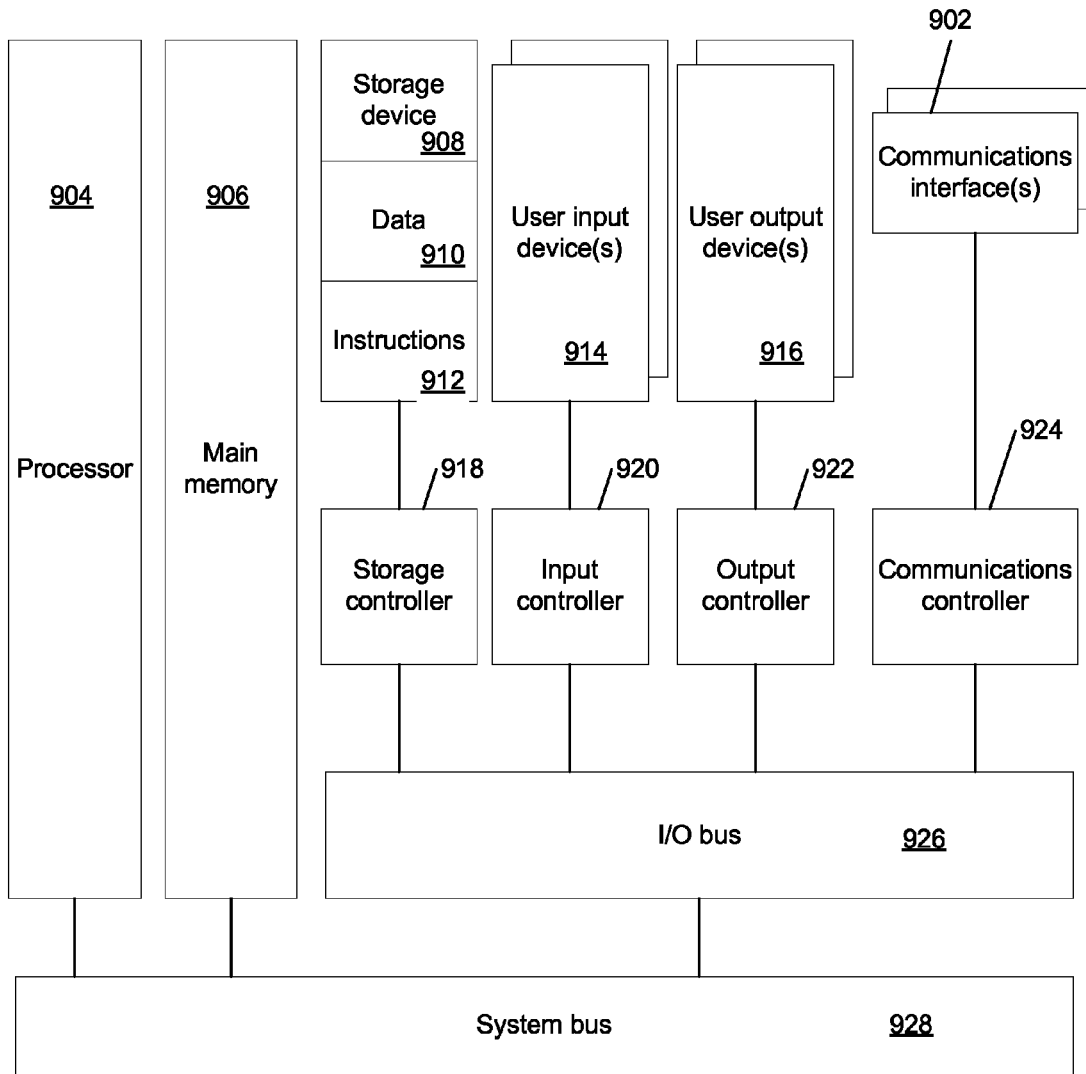 902
Storage
device
908
Communications
interface(s)
904
906
Data
910
User input
device(s)
User output
device(s)
Instructions
912
914
916
924
Processor
Main
memory
918
920
922
Storage
controller
Input
controller
Output
controller
Communications
controller
I/O bus
926
System bus
928